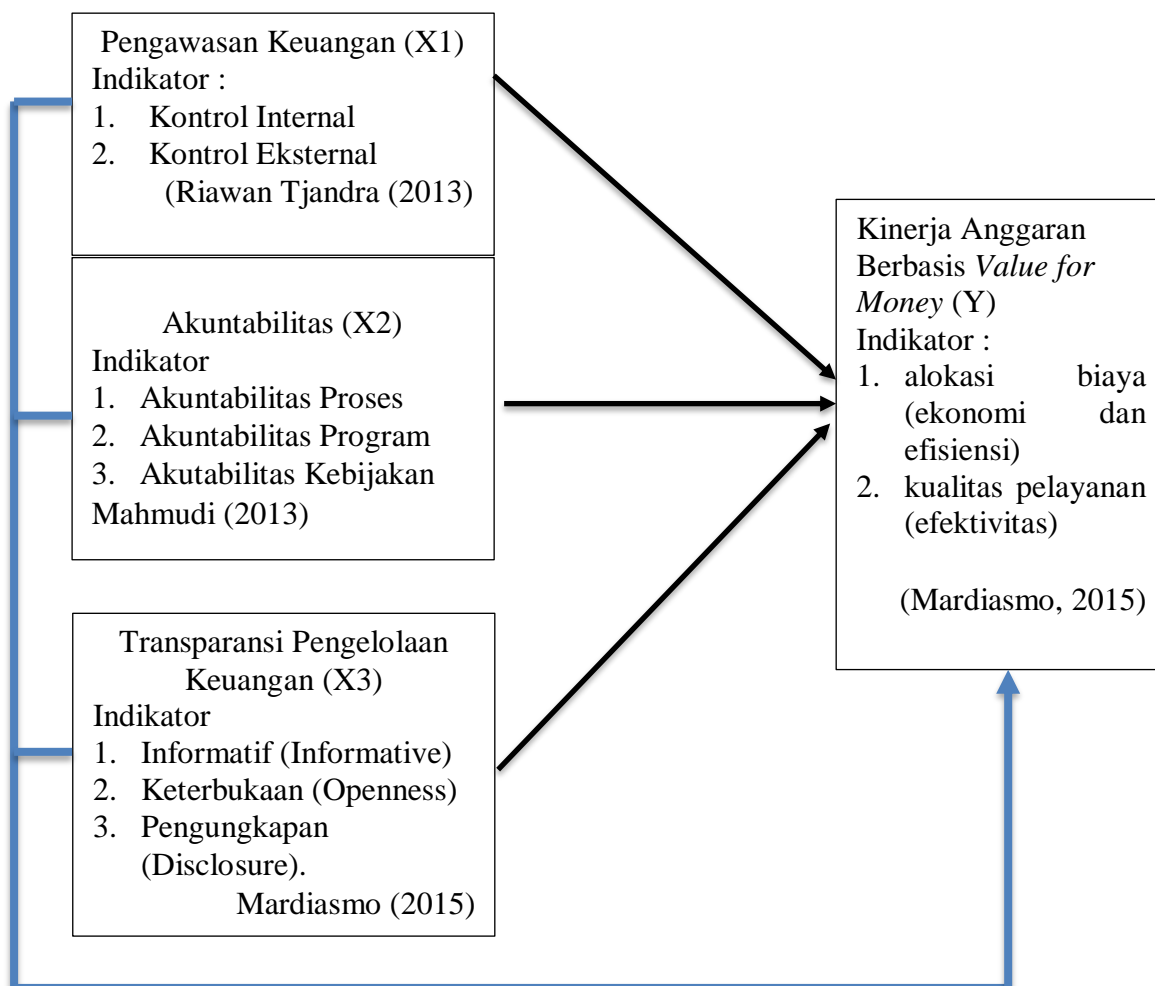 Pengawasan Keuangan (X1)
Indikator :
1. Kontrol Internal
2. Kontrol Eksternal
(Riawan Tjandra (2013)
Akuntabilitas (X2)
Indikator
1. Akuntabilitas Proses
2. Akuntabilitas Program
3. Akutabilitas Kebijakan
Mahmudi (2013)
Transparansi Pengelolaan
Keuangan (X3)
Indikator
1. Informatif (Informative)
2. Keterbukaan (Openness)
3. Pengungkapan
(Disclosure).
Mardiasmo (2015)
Kinerja Anggaran
Berbasis Value for
Money (Y)
Indikator :
1. alokasi biaya
(ekonomi dan
efisiensi)
2. kualitas pelayanan
(efektivitas)
(Mardiasmo, 2015)